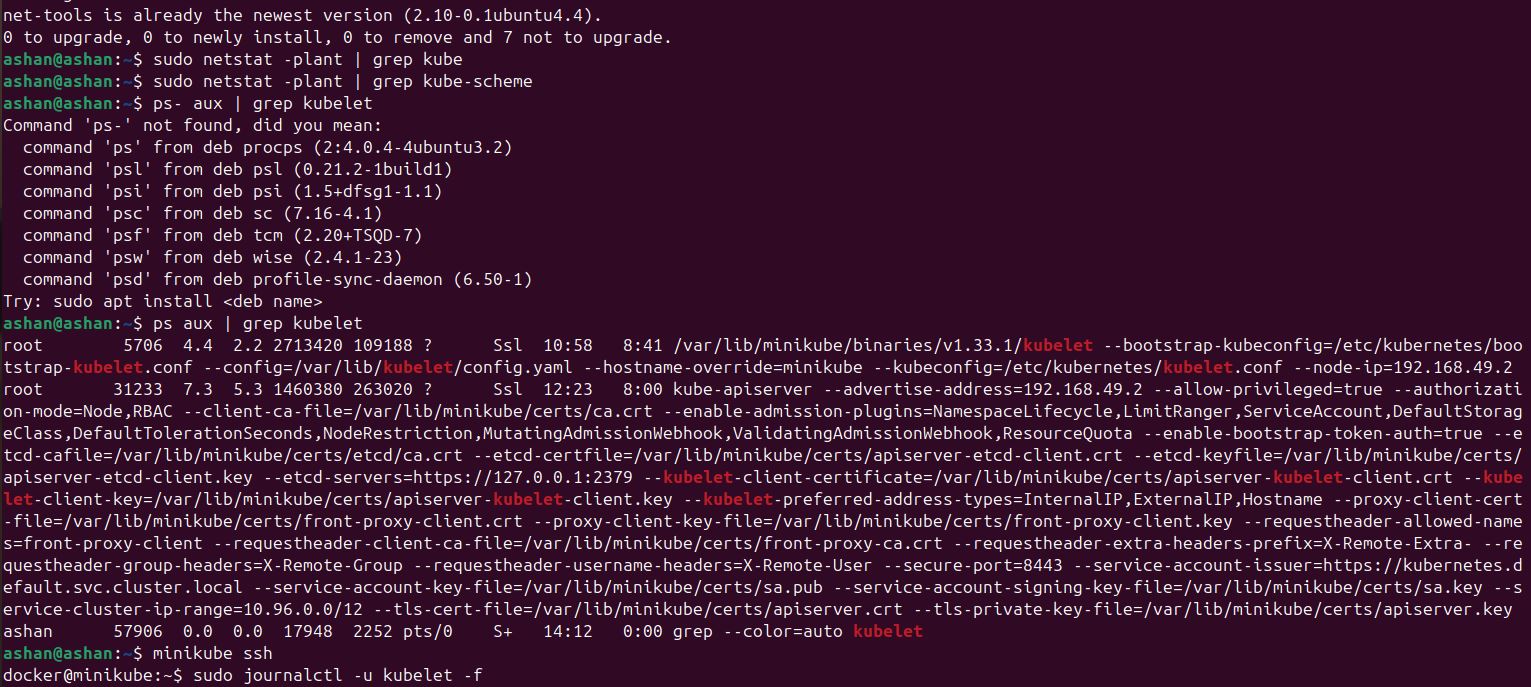 net-tools is already the newest version (2.10-0.1ubuntu4.4).
0 to upgrade, 0 to newly install, 0 to remove and 7 not to upgrade.
ashan@ashan:~$ sudo netstat -plant | grep kube
ashan@ashan:~$ sudo netstat -plant | grep kube-scheme
ashan@ashan:~$ ps- aux | grep kubelet
Command 'ps-' not found, did you mean:
  command 'ps' from deb procps (2:4.0.4-4ubuntu3.2)
  command 'psl' from deb psl (0.21.2-1build1)
  command 'psi' from deb psi (1.5+dfsg1-1.1)
  command 'psc' from deb sc (7.16-4.1)
  command 'psf' from deb tcm (2.20+TSQD-7)
  command 'psw' from deb wise (2.4.1-23)
  command 'psd' from deb profile-sync-daemon (6.50-1)
Try: sudo apt install <deb name>
ashan@ashan:~$ ps aux | grep kubelet
root        5706  4.4  2.2 2713420 109188 ?      Ssl  10:58   8:41 /var/lib/minikube/binaries/v1.33.1/kubelet --bootstrap-kubeconfig=/etc/kubernetes/boo
tstrap-kubelet.conf --config=/var/lib/kubelet/config.yaml --hostname-override=minikube --kubeconfig=/etc/kubernetes/kubelet.conf --node-ip=192.168.49.2
root       31233  7.3  5.3 1460380 263020 ?      Ssl  12:23   8:00 kube-apiserver --advertise-address=192.168.49.2 --allow-privileged=true --authorizati
on-mode=Node,RBAC --client-ca-file=/var/lib/minikube/certs/ca.crt --enable-admission-plugins=NamespaceLifecycle,LimitRanger,ServiceAccount,DefaultStorag
eClass,DefaultTolerationSeconds,NodeRestriction,MutatingAdmissionWebhook,ValidatingAdmissionWebhook,ResourceQuota --enable-bootstrap-token-auth=true --e
tcd-cafile=/var/lib/minikube/certs/etcd/ca.crt --etcd-certfile=/var/lib/minikube/certs/apiserver-etcd-client.crt --etcd-keyfile=/var/lib/minikube/certs/
apiserver-etcd-client.key --etcd-servers=https://127.0.0.1:2379 --kubelet-client-certificate=/var/lib/minikube/certs/apiserver-kubelet-client.crt --kube
let-client-key=/var/lib/minikube/certs/apiserver-kubelet-client.key --kubelet-preferred-address-types=InternalIP,ExternalIP,Hostname --proxy-client-cert
-file=/var/lib/minikube/certs/front-proxy-client.crt --proxy-client-key-file=/var/lib/minikube/certs/front-proxy-client.key --requestheader-allowed-name
s=front-proxy-client --requestheader-client-ca-file=/var/lib/minikube/certs/front-proxy-ca.crt --requestheader-extra-headers-prefix=X-Remote-Extra- --re
questheader-group-headers=X-Remote-Group --requestheader-username-headers=X-Remote-User --secure-port=8443 --service-account-issuer=https://kubernetes.d
efault.svc.cluster.local --service-account-key-file=/var/lib/minikube/certs/sa.pub --service-account-signing-key-file=/var/lib/minikube/certs/sa.key --s
ervice-cluster-ip-range=10.96.0.0/12 --tls-cert-file=/var/lib/minikube/certs/apiserver.crt --tls-private-key-file=/var/lib/minikube/certs/apiserver.key
ashan      57906  0.0  0.0  17948  2252 pts/0    S+   14:12   0:00 grep --color=auto kubelet
ashan@ashan:~$ minikube ssh
docker@minikube:~$ sudo journalctl -u kubelet -f